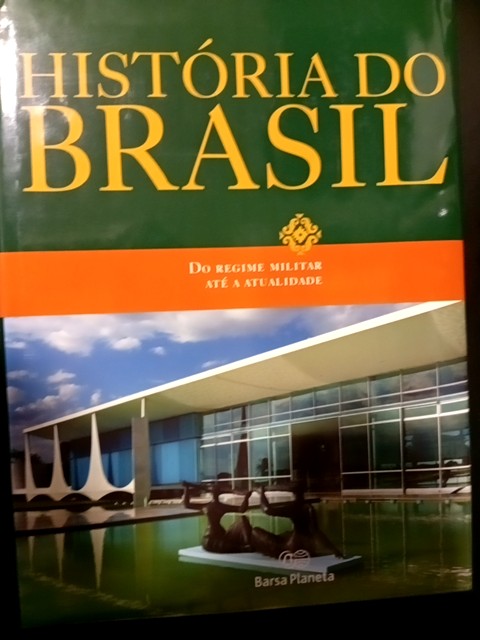 HISTÓRIA DO
BRASIL
DO REGIME MILITAR
ATÉ A ATUALIDADE
Barsa Planeta